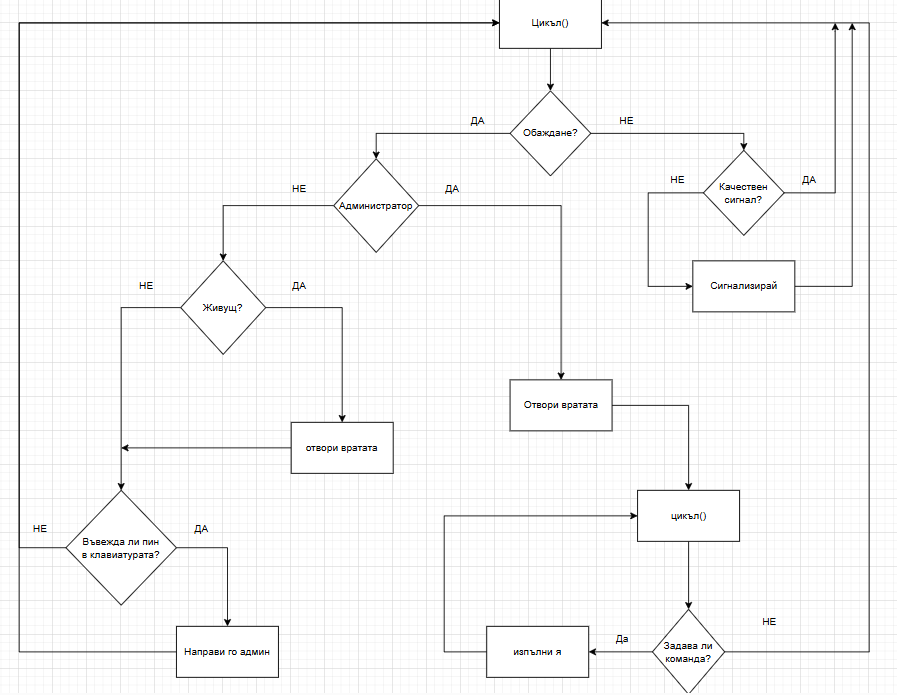 Цикъл()
ДА
Обаждане?
НЕ
НЕ
Администратор
ДА
НЕ
Качествен
сигнал?
ДА
НЕ
Живущ?
ДА
Сигнализирай
Отвори вратата
отвори вратата
НЕ
Въвежда ли пин
в клавиатурата?
ДА
цикъл()
Направи го админ
изпълни я
Да
Задава ли
команда?
НЕ